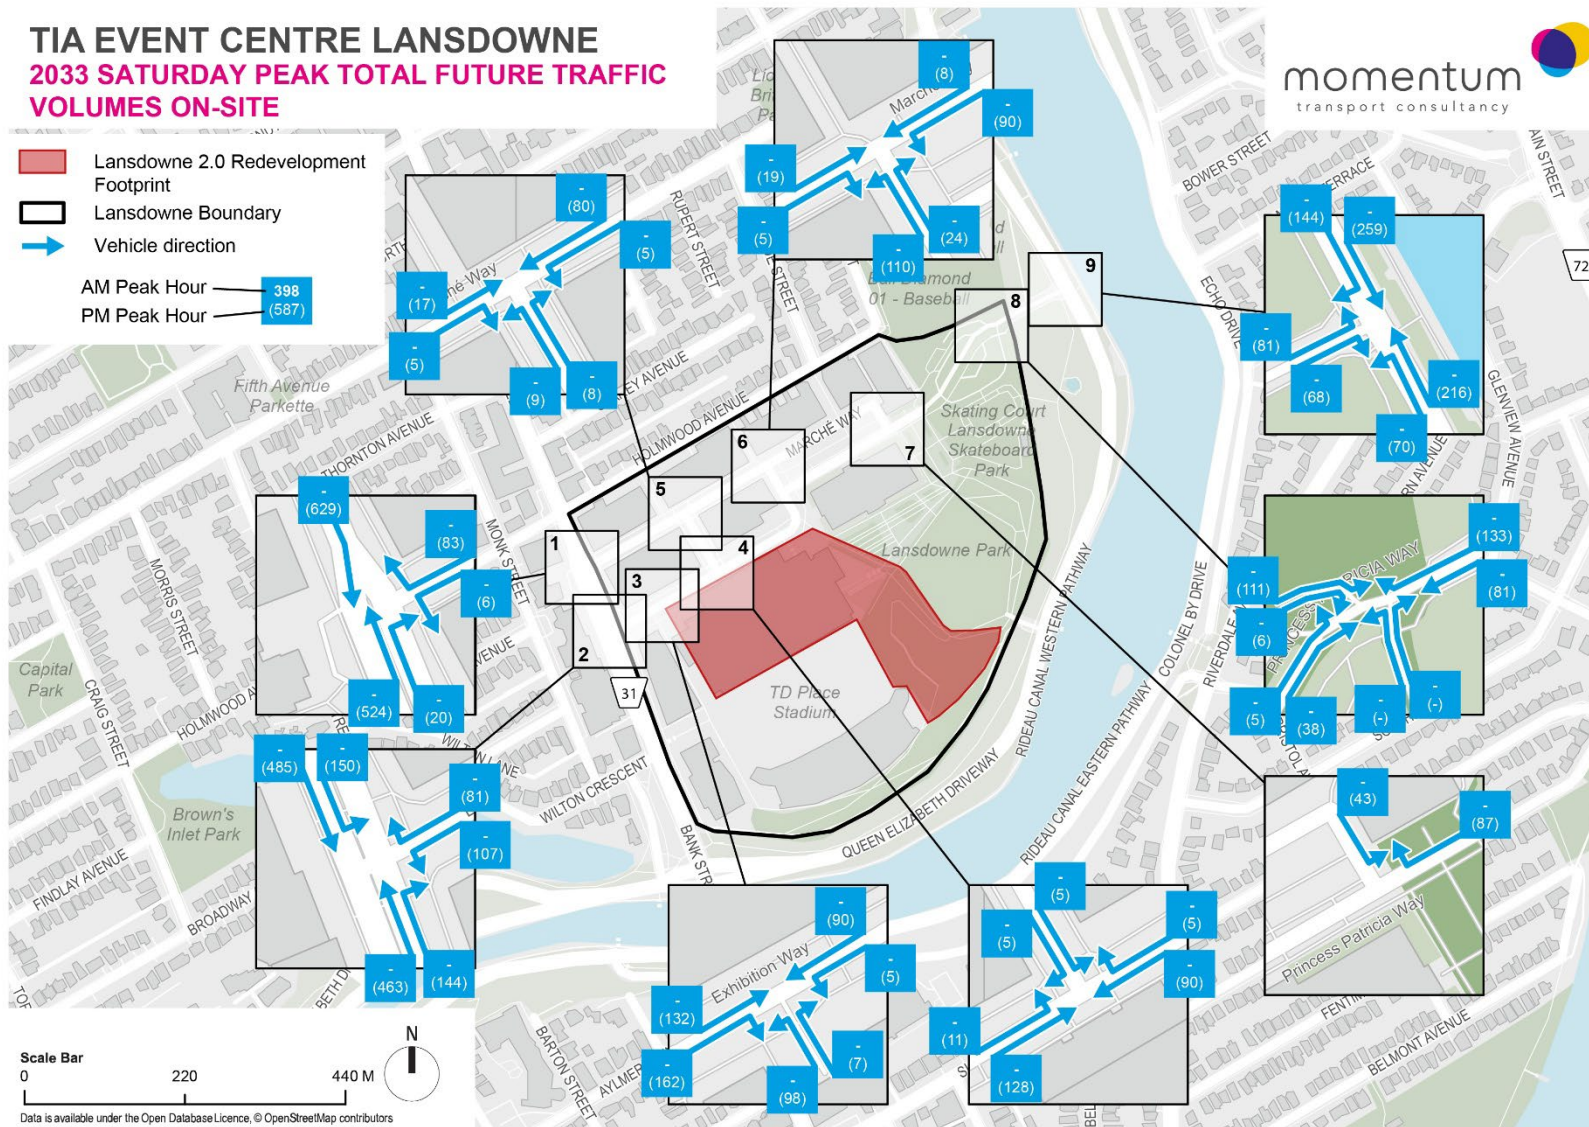 TIA EVENT CENTRE LANSDOWNE
2033 SATURDAY PEAK TOTAL FUTURE TRAFFIC
VOLUMES ON-SITE
momentum
transport consultancy
Lansdowne 2.0 Redevelopment
Footprint
Lansdowne Boundary
Vehicle direction
AM Peak Hour
398
PM Peak Hour
(587)
-
(80)
-
(5)
-
(17)
-
(5)
-
(9)
-
(8)
-
(8)
-
(90)
-
(19)
-
(5)
-
(110)
-
(24)
-
(144)
-
(259)
-
(81)
-
(68)
-
(216)
-
(70)
-
(629)
-
(83)
-
(6)
-
(524)
-
(20)
-
(133)
-
(81)
-
(111)
-
(6)
-
(5)
-
(38)
-
(-)
-
(-)
-
(485)
-
(150)
-
(81)
-
(107)
-
(463)
-
(144)
-
(43)
-
(87)
-
(90)
-
(5)
-
(132)
-
(162)
-
(98)
-
(7)
-
(5)
-
(5)
-
(5)
-
(90)
-
(11)
-
(128)
1
2
3
4
5
6
7
8
9
31
72
BOWER STREET
RUPERT STREET
ECHO DRIVE
GLENVIEW AVENUE
Fifth Avenue
Parkette
THORNTON AVENUE
HOLMWOOD AVENUE
MARCHÉ WAY
01 - Baseball
Skating Court
Lansdowne
Skateboard
Park
Lansdowne Park
TD Place
Stadium
MONK STREET
MORRIS STREET
CRAIG STREET
Capital
Park
Brown's
Inlet Park
FINDLAY AVENUE
BROADWAY
WILTON CRESCENT
QUEEN ELIZABETH DRIVEWAY
RIDEAU CANAL WESTERN PATHWAY
RIDEAU CANAL EASTERN PATHWAY
COLONEL BY DRIVE
Exhibition Way
Princess Patricia Way
BARTON STREET
BELMONT AVENUE
N
Scale Bar
0
220
440 M
Data is available under the Open Database Licence, © OpenStreetMap contributors